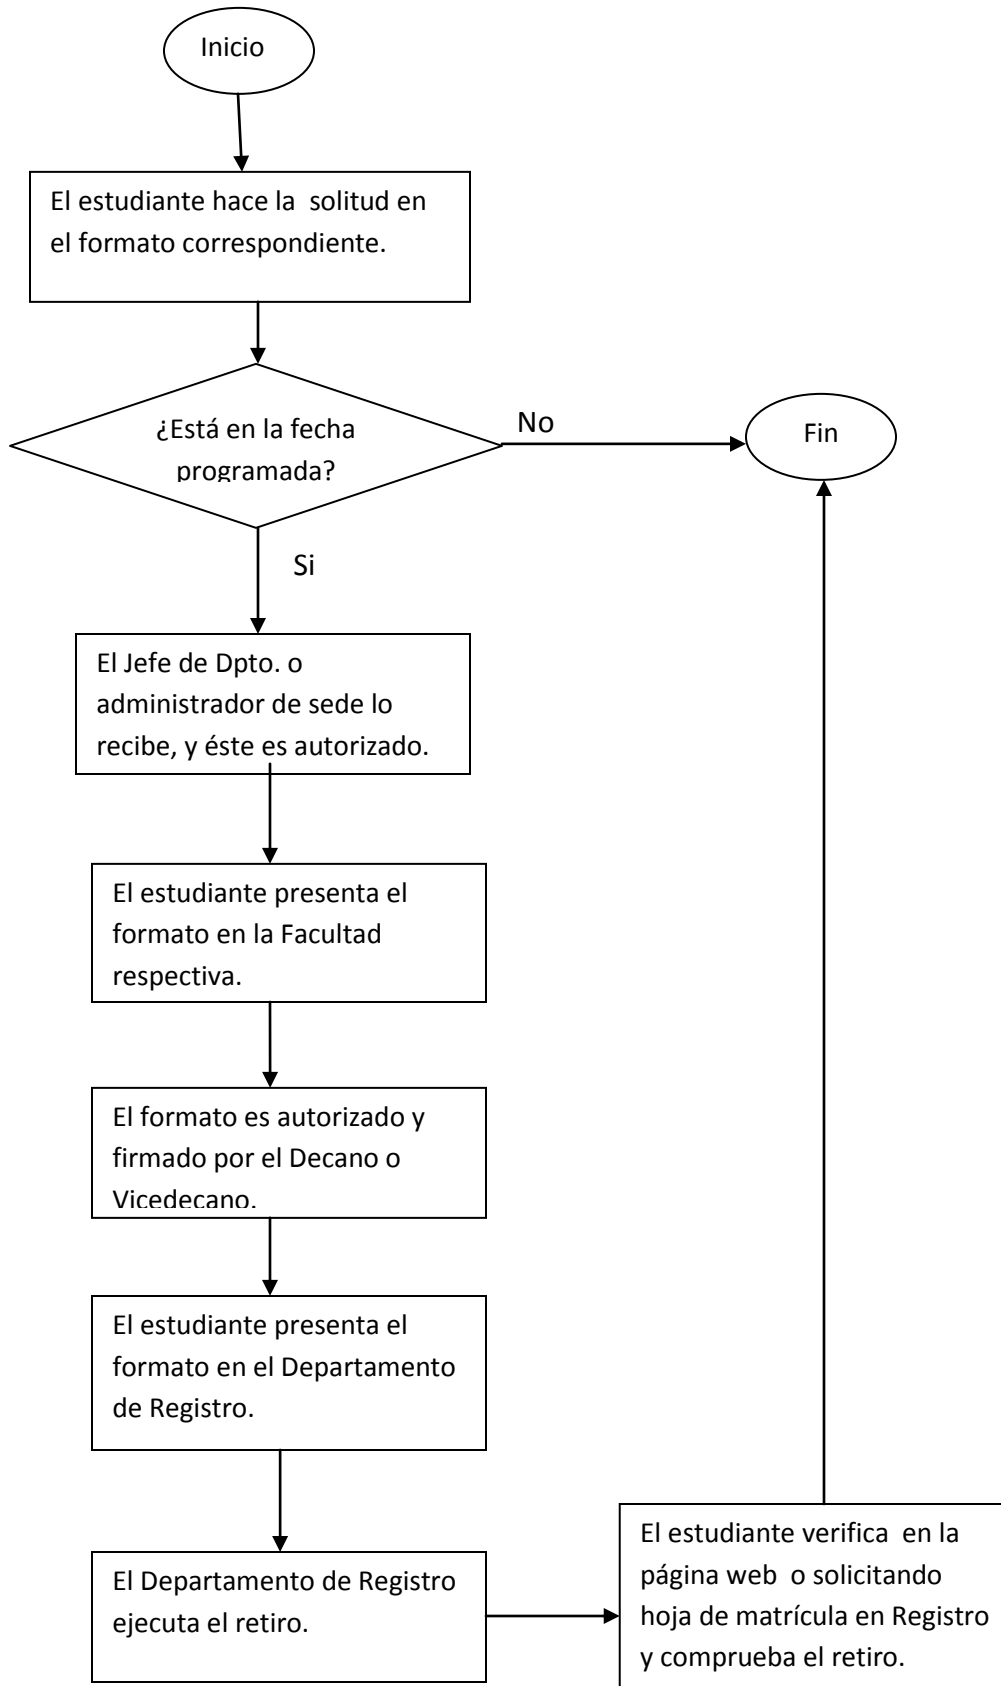 Inicio
El estudiante hace la  solitud en
el formato correspondiente.
¿Está en la fecha
programada?
No
Fin
Si
El Jefe de Dpto. o
administrador de sede lo
recibe, y éste es autorizado.
El estudiante presenta el
formato en la Facultad
respectiva.
El formato es autorizado y
firmado por el Decano o
Vicedecano.
El estudiante presenta el
formato en el Departamento
de Registro.
El Departamento de Registro
ejecuta el retiro.
El estudiante verifica  en la
página web  o solicitando
hoja de matrícula en Registro
y comprueba el retiro.